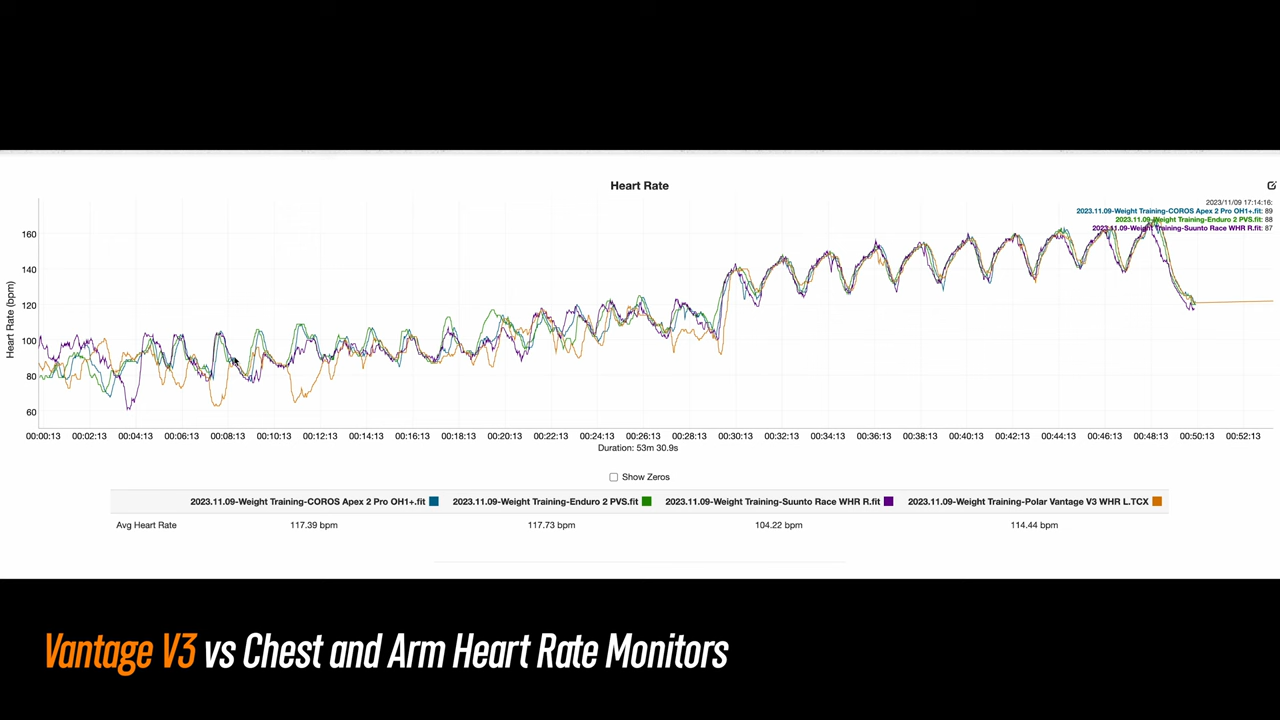 Heart Rate
2023/11/09 17:14:16:
2023.11.09-Weight Training-COROS Apex 2 Pro OH1+.fit: 89
2023.11.09-Weight Training-Enduro 2 PVS.fit: 88
2023.11.09-Weight Training-Suunto Race WHR R.fit: 87
Heart Rate (bpm)
160
140
120
100
80
60
00:00:13 00:02:13 00:04:13 00:06:13 00:08:13 00:10:13 00:12:13 00:14:13 00:16:13 00:18:13 00:20:13 00:22:13 00:24:13 00:26:13 00:28:13 00:30:13 00:32:13 00:34:13 00:36:13 00:38:13 00:40:13 00:42:13 00:44:13 00:46:13 00:48:13 00:50:13 00:52:13
Duration: 53m 30.9s
Show Zeros
2023.11.09-Weight Training-COROS Apex 2 Pro OH1+.fit 2023.11.09-Weight Training-Enduro 2 PVS.fit 2023.11.09-Weight Training-Suunto Race WHR R.fit 2023.11.09-Weight Training-Polar Vantage V3 WHR L.TCX
Avg Heart Rate 117.39 bpm 117.73 bpm 104.22 bpm 114.44 bpm
Vantage V3 vs Chest and Arm Heart Rate Monitors